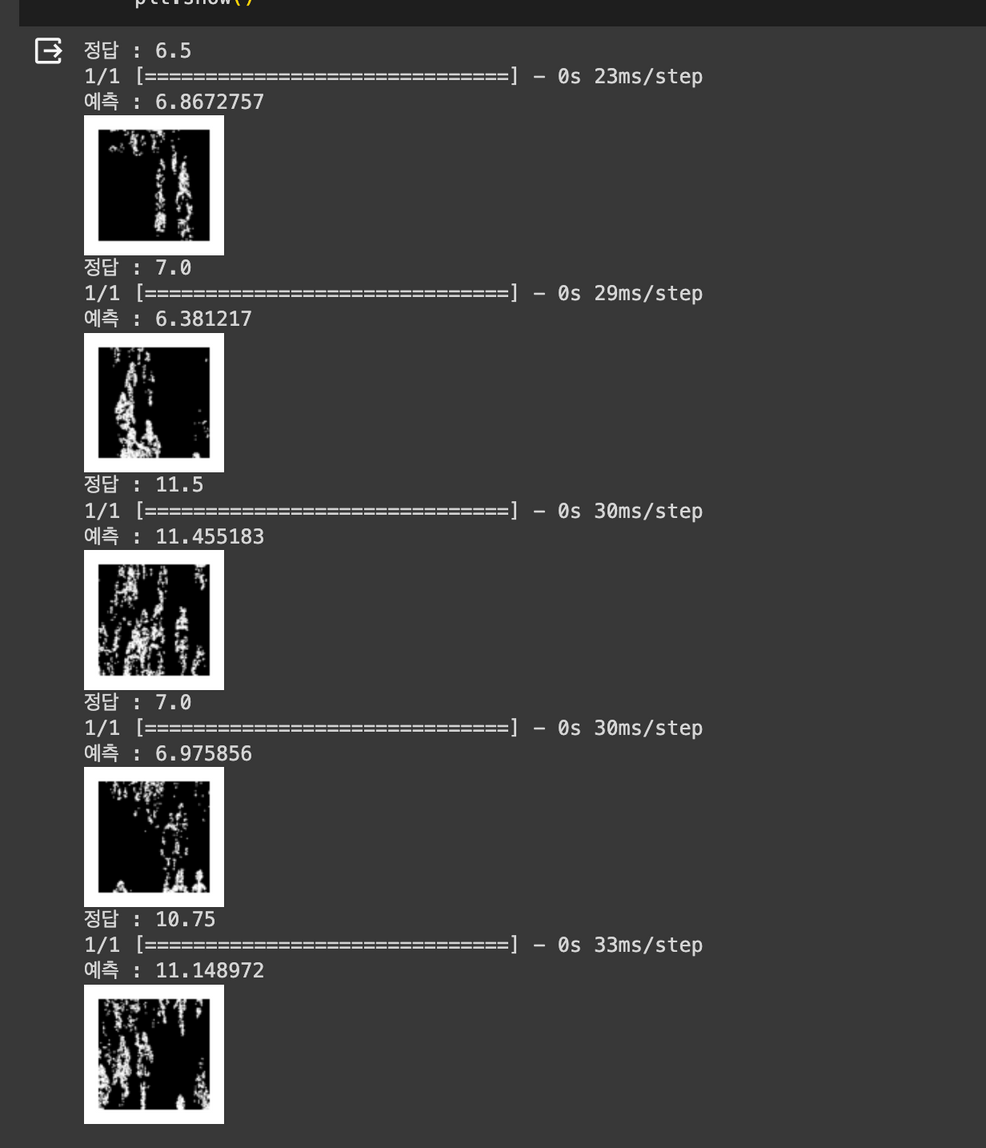 plt.show()
정답 : 6.5
1/1 [==============================] - 0s 23ms/step
예측 : 6.8672757
정답 : 7.0
1/1 [==============================] - 0s 29ms/step
예측 : 6.381217
정답 : 11.5
1/1 [==============================] - 0s 30ms/step
예측 : 11.455183
정답 : 7.0
1/1 [==============================] - 0s 30ms/step
예측 : 6.975856
정답 : 10.75
1/1 [==============================] - 0s 33ms/step
예측 : 11.148972